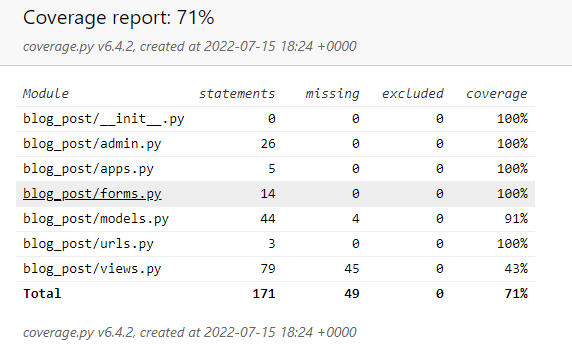 Coverage report: 71%
coverage.py v6.4.2, created at 2022-07-15 18:24 +0000
Module statements missing excluded coverage
blog_post/__init__.py 0 0 0 100%
blog_post/admin.py 26 0 0 100%
blog_post/apps.py 5 0 0 100%
blog_post/forms.py 14 0 0 100%
blog_post/models.py 44 4 0 91%
blog_post/urls.py 3 0 0 100%
blog_post/views.py 79 45 0 43%
Total 171 49 0 71%
coverage.py v6.4.2, created at 2022-07-15 18:24 +0000